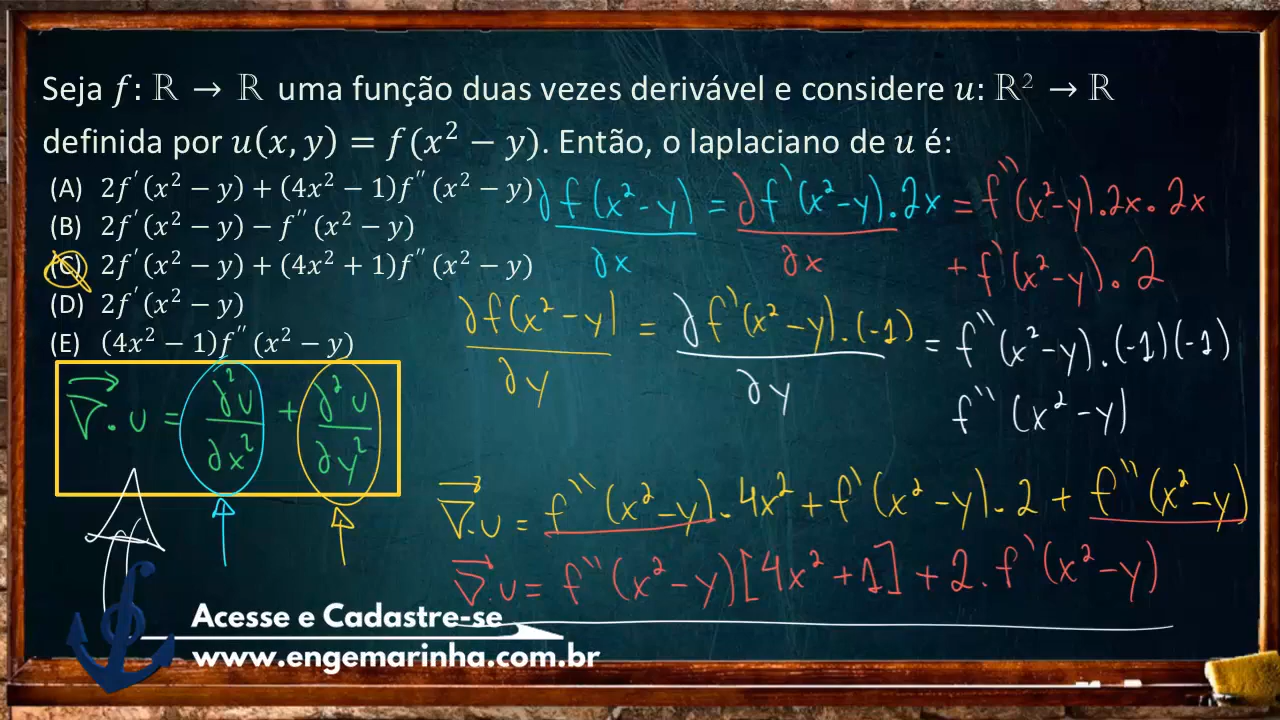 Seja f: ℝ → ℝ uma função duas vezes derivável e considere u: ℝ² → ℝ
definida por u(x, y) = f(x² − y). Então, o laplaciano de u é:
(A) 2f′(x² − y) + (4x² − 1)f″(x² − y)
(B) 2f′(x² − y) − f″(x² − y)
(C) 2f′(x² − y) + (4x² + 1)f″(x² − y)
(D) 2f′(x² − y)
(E) (4x² − 1)f″(x² − y)
∂f(x²-y)/∂x = ∂f'(x²-y).2x/∂x = f''(x²-y).2x.2x
+ f'(x²-y).2
∂f(x²-y)/∂y = ∂f'(x²-y).(-1)/∂y = f''(x²-y).(-1)(-1)
f''(x²-y)
∇⃗.u = ∂²u/∂x² + ∂²u/∂y²
∇⃗.u = f''(x²-y).4x² + f'(x²-y).2 + f''(x²-y)
∇⃗.u = f''(x²-y)[4x²+1] + 2.f'(x²-y)
Acesse e Cadastre-se
www.engemarinha.com.br